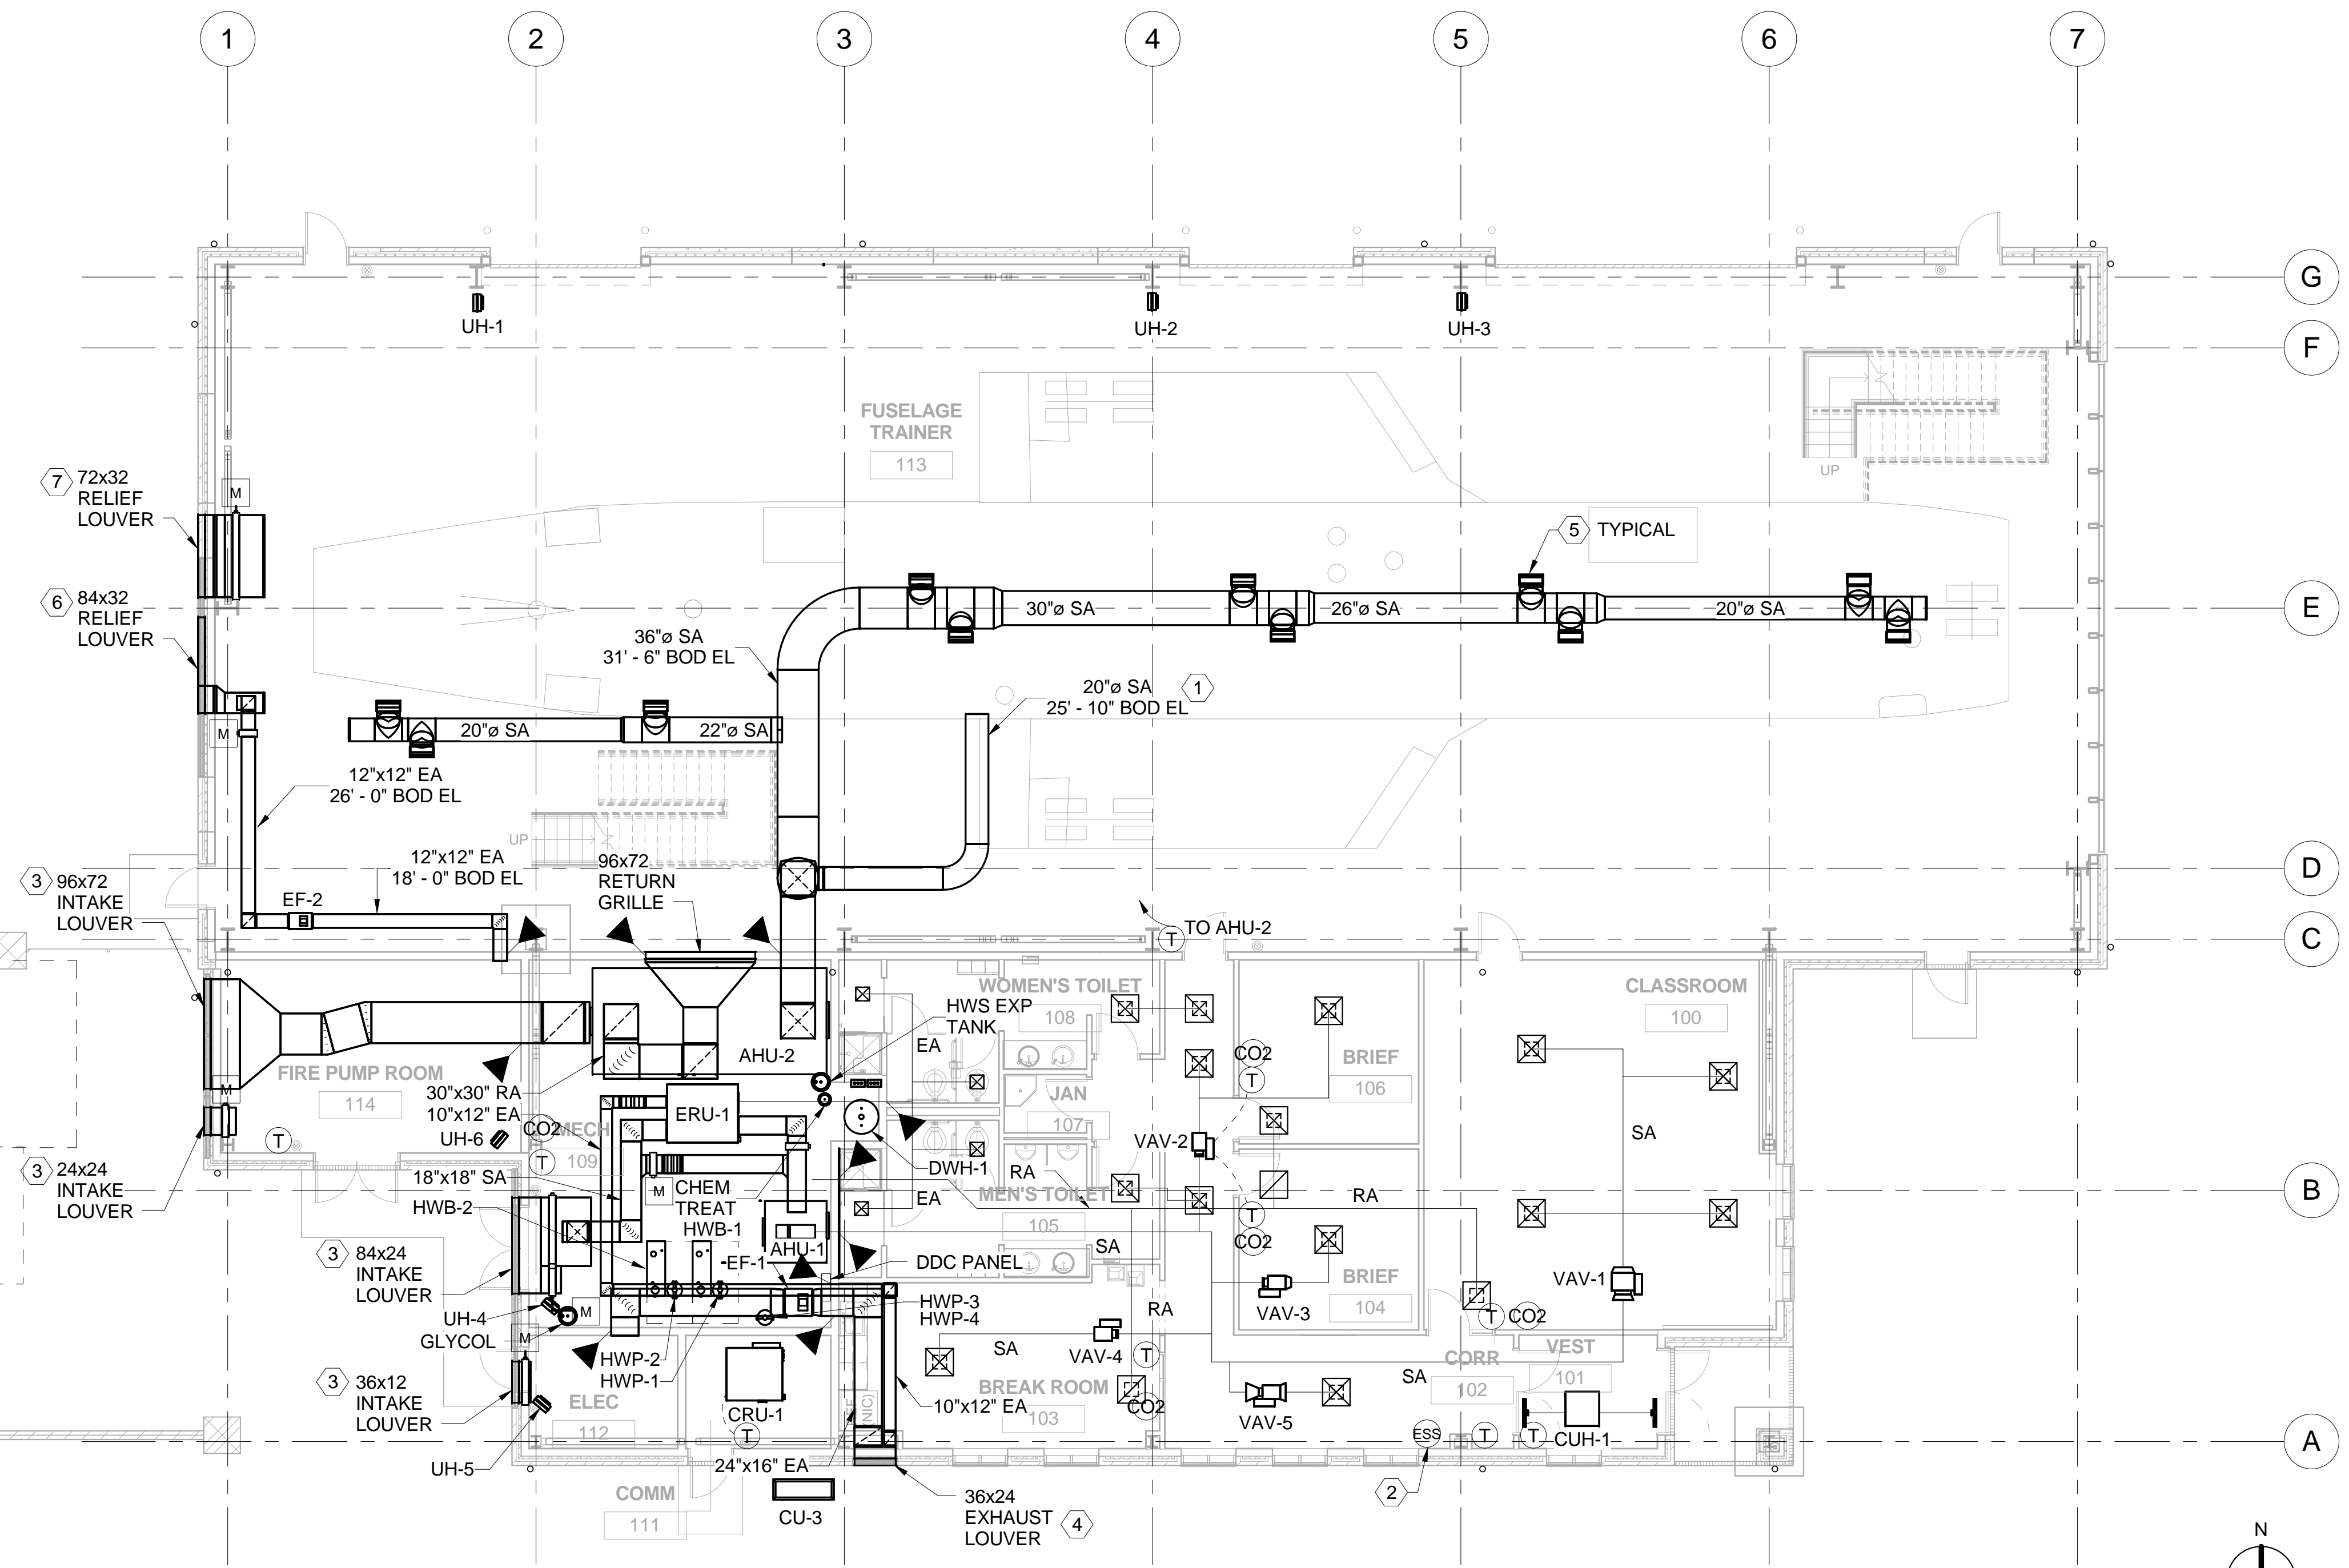 1 2 3 4 5 6 7
G
UH-1 UH-2 UH-3
F
FUSELAGE
TRAINER
113
UP
7 72x32
RELIEF
LOUVER
M
5 TYPICAL
6 84x32
RELIEF
LOUVER
E
30"ø SA 26"ø SA 20"ø SA
36"ø SA
31' - 6" BOD EL
20"ø SA 1
25' - 10" BOD EL
M
20"ø SA 22"ø SA
12"x12" EA
26' - 0" BOD EL
UP
12"x12" EA
18' - 0" BOD EL
96x72
RETURN
GRILLE
D
3 96x72
INTAKE
LOUVER
EF-2
TO AHU-2
T
C
WOMEN'S TOILET
108
CLASSROOM
100
HWS EXP
TANK
EA
AHU-2
CO2
T
BRIEF
106
FIRE PUMP ROOM
114
M
30"x30" RA
10"x12" EA
UH-6
CO2
MECH
109
T
T
ERU-1
JAN
107
VAV-2
SA
3 24x24
INTAKE
LOUVER
DWH-1
RA
18"x18" SA
M
CHEM
TREAT
HWB-2
HWB-1
EA
MEN'S TOILET
105
RA
B
T
CO2
SA
3 84x24
INTAKE
LOUVER
AHU-1
EF-1
DDC PANEL
BRIEF
104
VAV-1
VAV-3
UH-4
GLYCOL
M
M
HWP-3
HWP-4
RA
T
CO2
HWP-2
HWP-1
SA
VAV-4
T
CORR
102
VEST
101
3 36x12
INTAKE
LOUVER
ELEC
112
CRU-1
T
(NIC)
10"x12" EA
BREAK ROOM
103
CO2
VAV-5
SA
ESS
T
T
CUH-1
A
UH-5
24"x16" EA
2
COMM
111
CU-3
36x24
EXHAUST
LOUVER
4
N